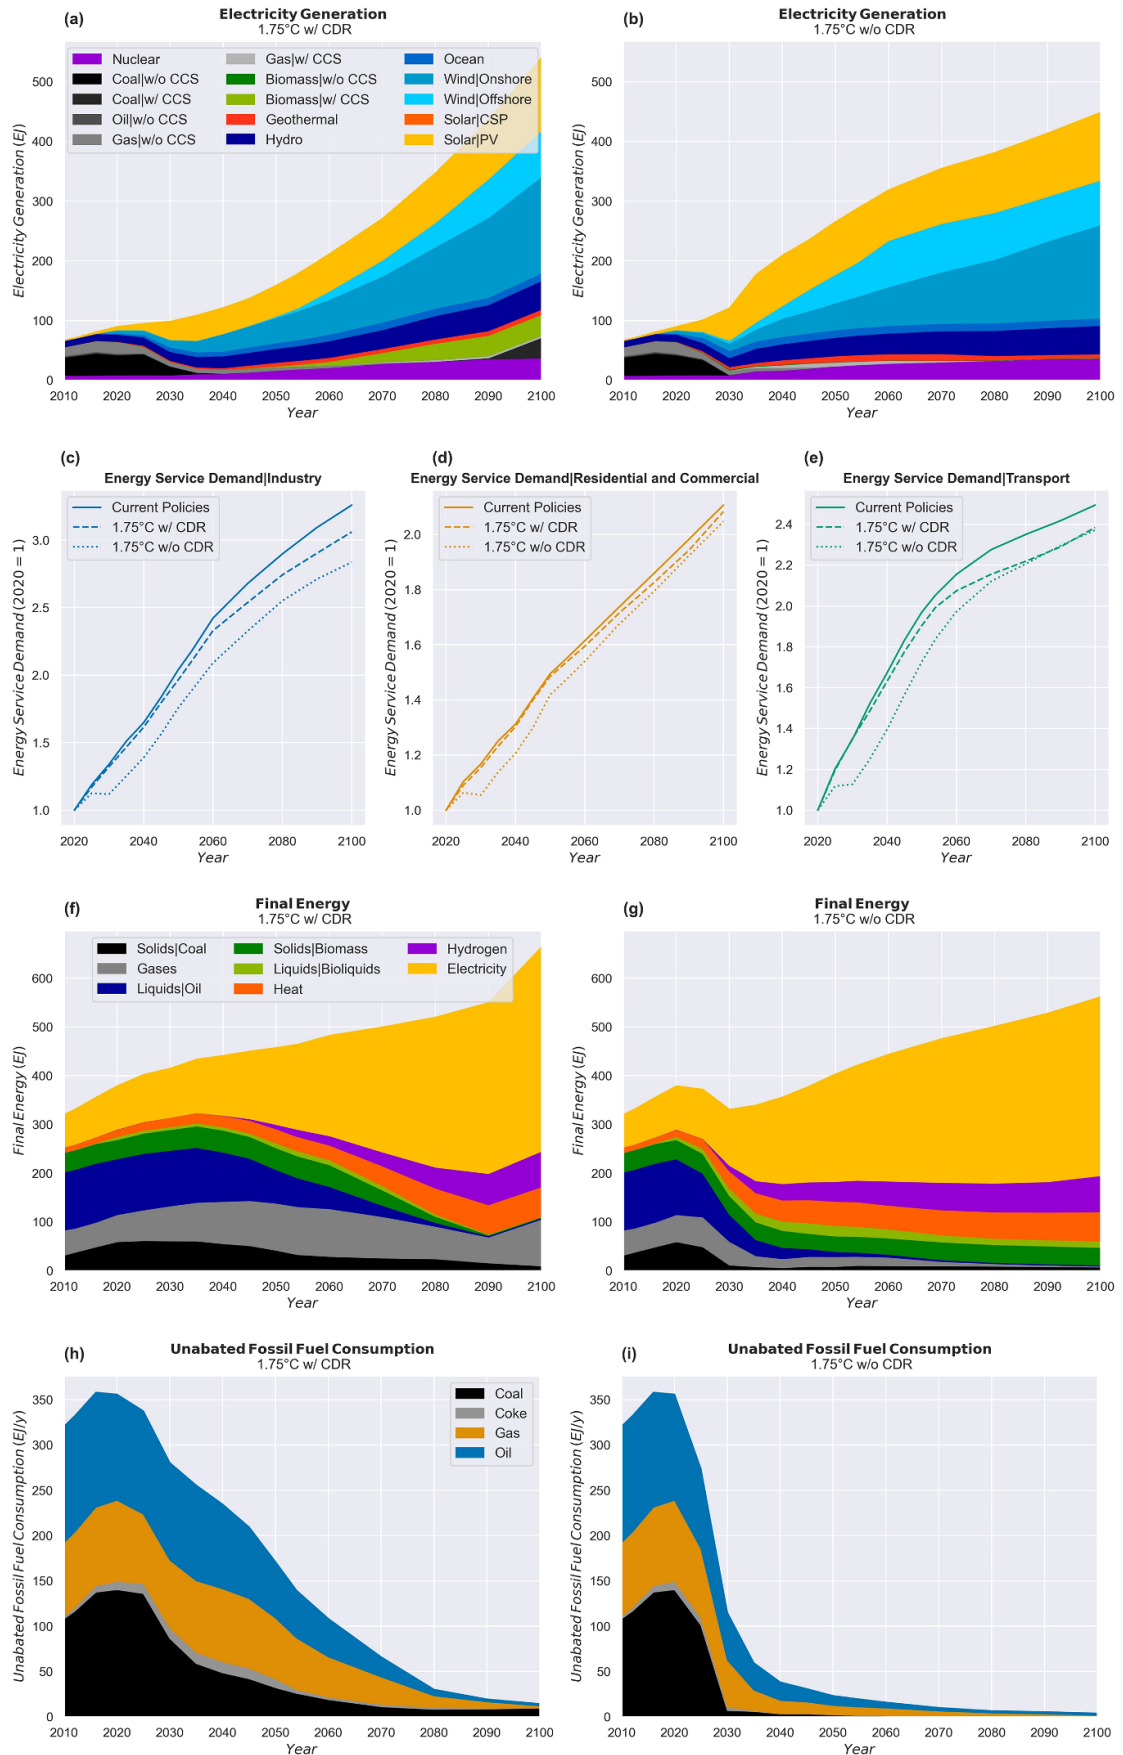 (a)
Electricity Generation
1.75°C w/ CDR
Nuclear
Coal|w/o CCS
Coal|w/ CCS
Oil|w/o CCS
Gas|w/o CCS
Gas|w/ CCS
Biomass|w/o CCS
Biomass|w/ CCS
Geothermal
Hydro
Ocean
Wind|Onshore
Wind|Offshore
Solar|CSP
Solar|PV
Electricity Generation (EJ)
500
400
300
200
100
0
2010 2020 2030 2040 2050 2060 2070 2080 2090 2100
Year
(b)
Electricity Generation
1.75°C w/o CDR
Electricity Generation (EJ)
500
400
300
200
100
0
2010 2020 2030 2040 2050 2060 2070 2080 2090 2100
Year
(c)
Energy Service Demand|Industry
Current Policies
1.75°C w/ CDR
1.75°C w/o CDR
Energy Service Demand (2020 = 1)
3.0
2.5
2.0
1.5
1.0
2020 2040 2060 2080 2100
Year
(d)
Energy Service Demand|Residential and Commercial
Current Policies
1.75°C w/ CDR
1.75°C w/o CDR
Energy Service Demand (2020 = 1)
2.0
1.8
1.6
1.4
1.2
1.0
2020 2040 2060 2080 2100
Year
(e)
Energy Service Demand|Transport
Current Policies
1.75°C w/ CDR
1.75°C w/o CDR
Energy Service Demand (2020 = 1)
2.4
2.2
2.0
1.8
1.6
1.4
1.2
1.0
2020 2040 2060 2080 2100
Year
(f)
Final Energy
1.75°C w/ CDR
Solids|Coal
Gases
Liquids|Oil
Solids|Biomass
Liquids|Bioliquids
Heat
Hydrogen
Electricity
Final Energy (EJ)
600
500
400
300
200
100
0
2010 2020 2030 2040 2050 2060 2070 2080 2090 2100
Year
(g)
Final Energy
1.75°C w/o CDR
Final Energy (EJ)
600
500
400
300
200
100
0
2010 2020 2030 2040 2050 2060 2070 2080 2090 2100
Year
(h)
Unabated Fossil Fuel Consumption
1.75°C w/ CDR
Coal
Coke
Gas
Oil
Unabated Fossil Fuel Consumption (EJ/y)
350
300
250
200
150
100
50
0
2010 2020 2030 2040 2050 2060 2070 2080 2090 2100
Year
(i)
Unabated Fossil Fuel Consumption
1.75°C w/o CDR
Unabated Fossil Fuel Consumption (EJ/y)
350
300
250
200
150
100
50
0
2010 2020 2030 2040 2050 2060 2070 2080 2090 2100
Year